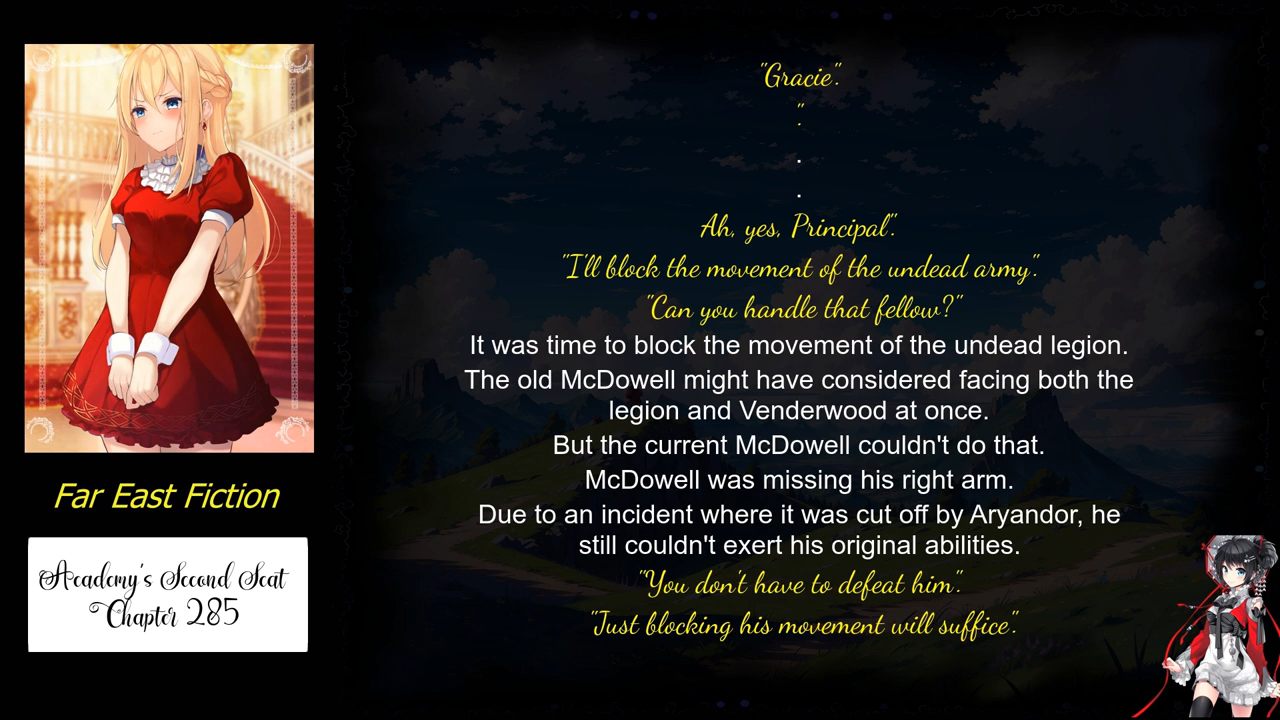 "Gracie".
"
.
.
.
Ah, yes, Principal".
"I'll block the movement of the undead army".
"Can you handle that fellow?"
It was time to block the movement of the undead legion.
The old McDowell might have considered facing both the
legion and Venderwood at once.
But the current McDowell couldn't do that.
McDowell was missing his right arm.
Due to an incident where it was cut off by Aryandor, he
still couldn't exert his original abilities.
"You don't have to defeat him".
"Just blocking his movement will suffice".
Far East Fiction
Academy's Second Seat
Chapter 285